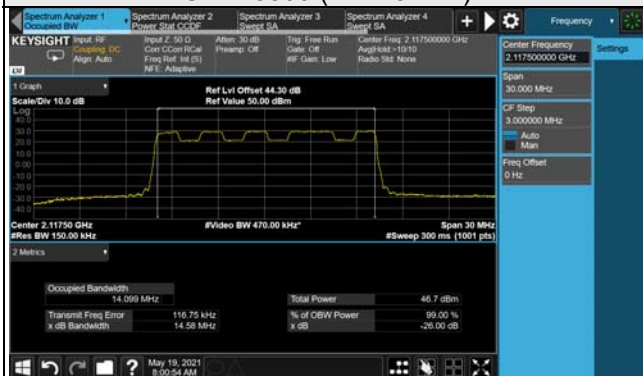 Spectrum Analyzer 1
Occupied BW
Spectrum Analyzer 2
Power Stat CCDF
Spectrum Analyzer 3
Swept SA
Spectrum Analyzer 4
Swept SA
Frequency
KEYSIGHT
Input: RF
Coupling: DC
Align: Auto
Input Z: 50 Ω
Corr CCorr RCal
Freq Ref: Int (S)
NFE: Adaptive
Atten: 30 dB
Preamp: Off
Trig: Free Run
Gate: Off
#IF Gain: Low
Center Freq: 2.117500000 GHz
Avg|Hold:>10/10
Radio Std: None
Center Frequency
2.117500000 GHz
Settings
Span
30.000 MHz
CF Step
3.000000 MHz
Auto
Man
Freq Offset
0 Hz
1 Graph
Scale/Div 10.0 dB
Ref Lvl Offset 44.30 dB
Ref Value 50.00 dBm
Log
40.0
30.0
20.0
10.0
0.00
-10.0
-20.0
-30.0
-40.0
Center 2.11750 GHz
#Res BW 150.00 kHz
#Video BW 470.00 kHz*
Span 30 MHz
#Sweep 300 ms (1001 pts)
2 Metrics
Occupied Bandwidth
14.099 MHz
Total Power 46.7 dBm
Transmit Freq Error 116.75 kHz
% of OBW Power 99.00 %
x dB Bandwidth 14.58 MHz
x dB -26.00 dB
May 19, 2021
8:00:54 AM